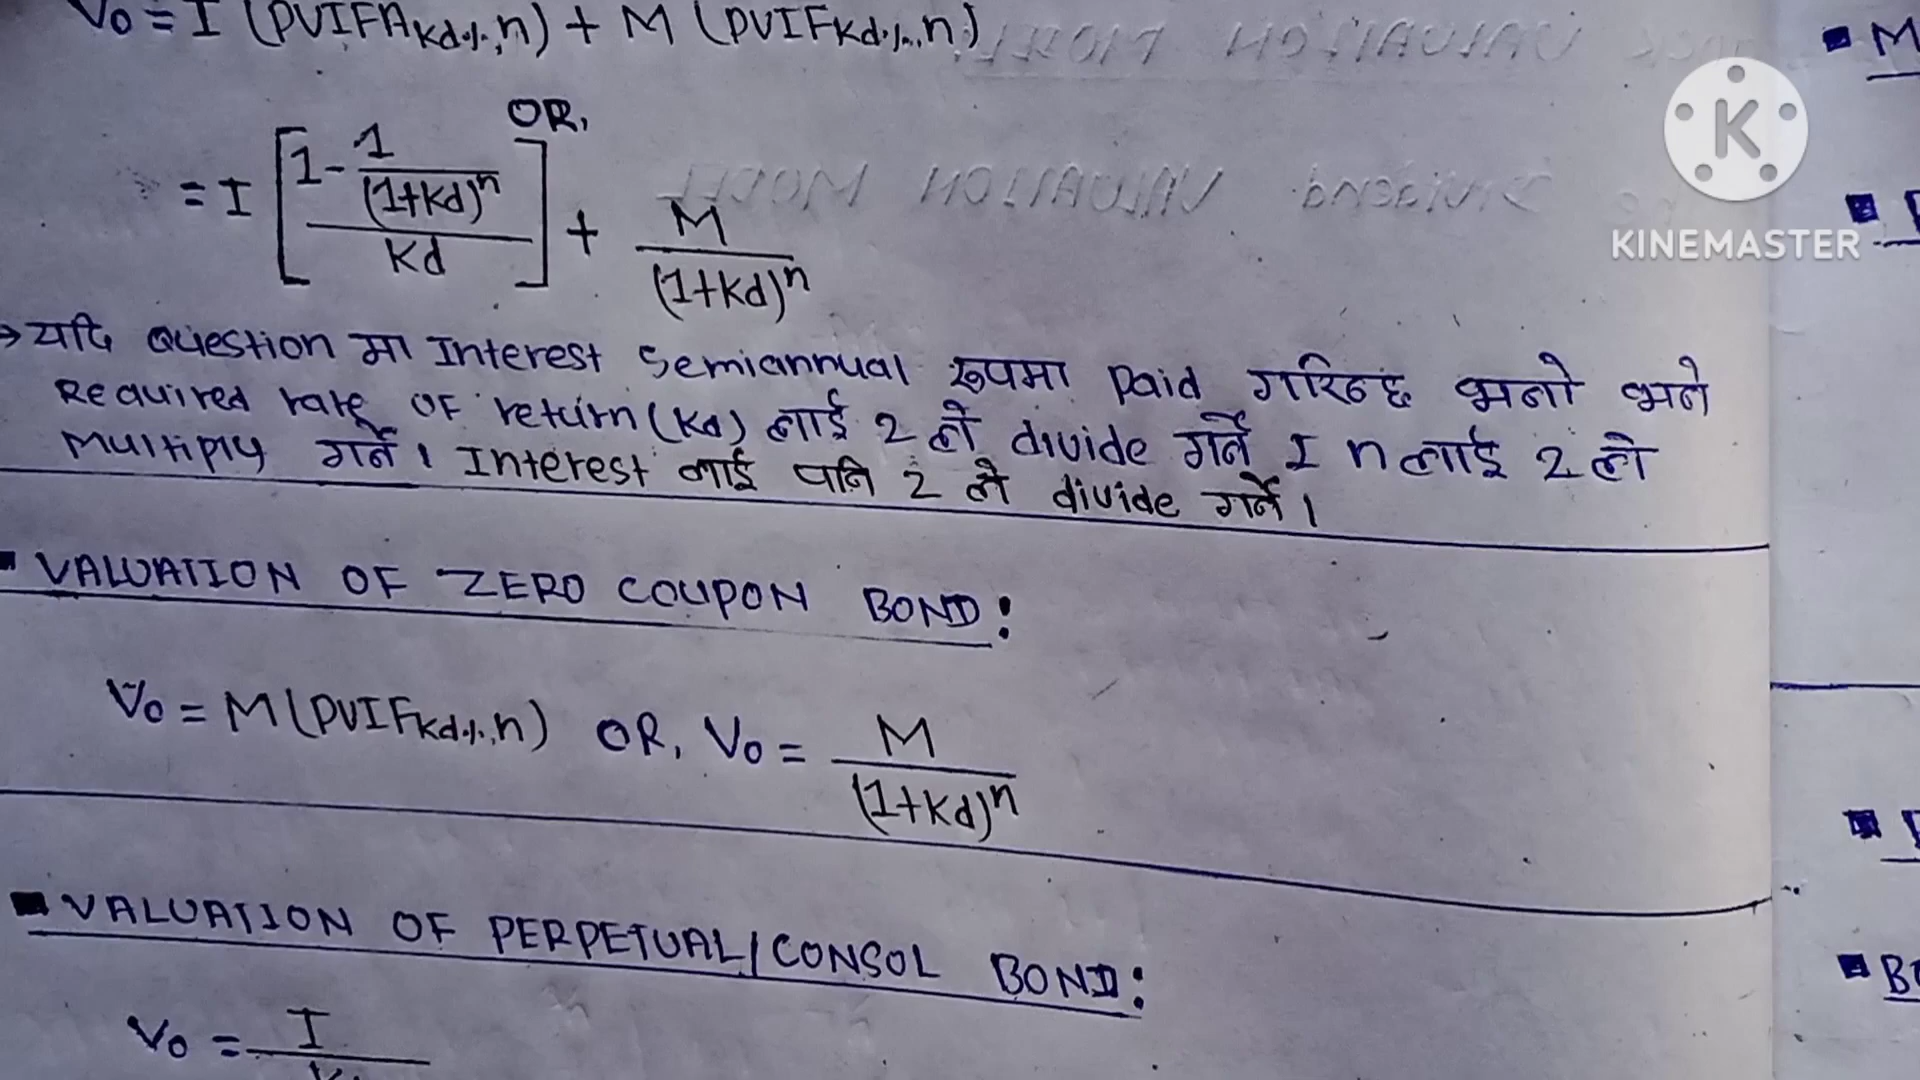 V₀ = I (PVIFA kd%, n) + M (PVIF kd%, n)
OR,
= I [ (1 - 1/(1+kd)ⁿ) / kd ] + M/(1+kd)ⁿ
→ यदि Question मा Interest Semiannual रूपमा Paid गरिन्छ भनो भने
Required rate of return (kd) लाई 2 ले divide गर्ने I n लाई 2 ले
Multiply गर्ने। Interest लाई पनि 2 ले divide गर्ने।
VALUATION OF ZERO COUPON BOND:
V₀ = M (PVIF kd%, n) OR, V₀ = M/(1+kd)ⁿ
VALUATION OF PERPETUAL/CONSOL BOND:
V₀ = I
KINEMASTER